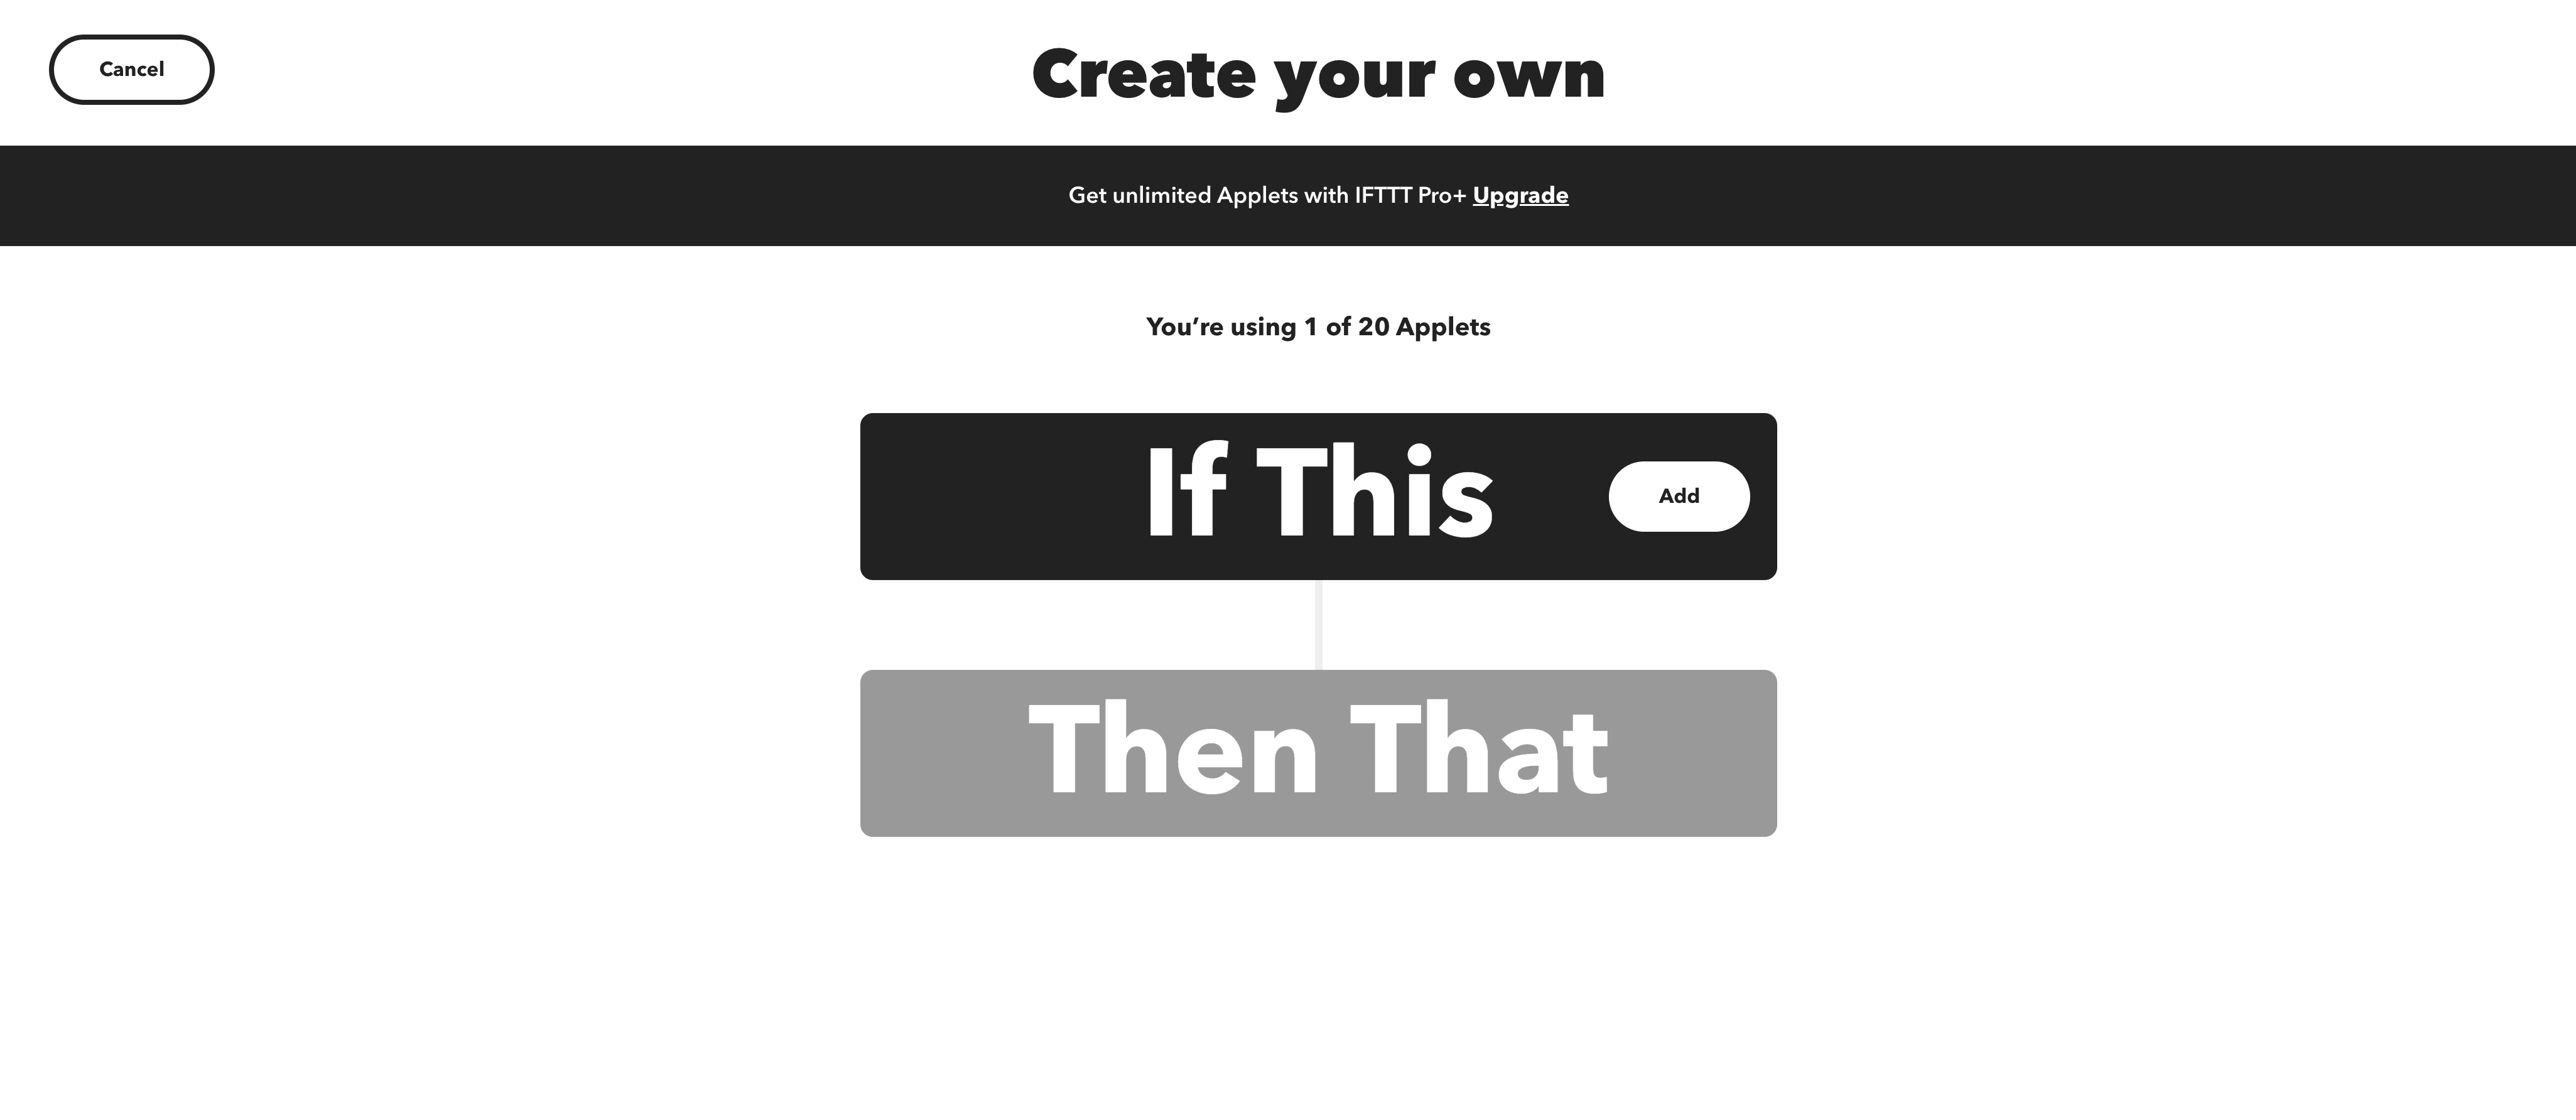 Cancel
Create your own
Get unlimited Applets with IFTTT Pro+ Upgrade
You’re using 1 of 20 Applets
If This
Add
Then That